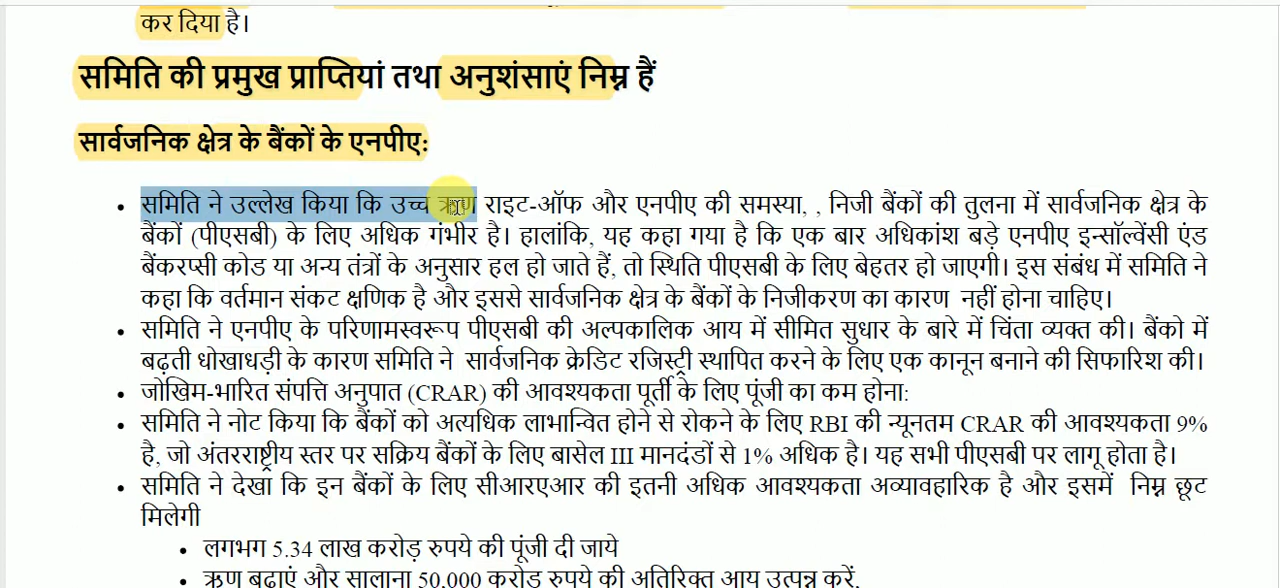 कर दिया है।
समिति की प्रमुख प्राप्तियां तथा अनुशंसाएं निम्न हैं
सार्वजनिक क्षेत्र के बैंकों के एनपीए:
• समिति ने उल्लेख किया कि उच्च ऋण राइट-ऑफ और एनपीए की समस्या, , निजी बैंकों की तुलना में सार्वजनिक क्षेत्र के
बैंकों (पीएसबी) के लिए अधिक गंभीर है। हालांकि, यह कहा गया है कि एक बार अधिकांश बड़े एनपीए इन्सॉल्वेंसी एंड
बैंकरप्सी कोड या अन्य तंत्रों के अनुसार हल हो जाते हैं, तो स्थिति पीएसबी के लिए बेहतर हो जाएगी। इस संबंध में समिति ने
कहा कि वर्तमान संकट क्षणिक है और इससे सार्वजनिक क्षेत्र के बैंकों के निजीकरण का कारण नहीं होना चाहिए।
• समिति ने एनपीए के परिणामस्वरूप पीएसबी की अल्पकालिक आय में सीमित सुधार के बारे में चिंता व्यक्त की। बैंको में
बढ़ती धोखाधड़ी के कारण समिति ने सार्वजनिक क्रेडिट रजिस्ट्री स्थापित करने के लिए एक कानून बनाने की सिफारिश की।
• जोखिम-भारित संपत्ति अनुपात (CRAR) की आवश्यकता पूर्ती के लिए पूंजी का कम होना:
• समिति ने नोट किया कि बैंकों को अत्यधिक लाभान्वित होने से रोकने के लिए RBI की न्यूनतम CRAR की आवश्यकता 9%
है, जो अंतरराष्ट्रीय स्तर पर सक्रिय बैंकों के लिए बासेल III मानदंडों से 1% अधिक है। यह सभी पीएसबी पर लागू होता है।
• समिति ने देखा कि इन बैंकों के लिए सीआरएआर की इतनी अधिक आवश्यकता अव्यावहारिक है और इसमें निम्न छूट
मिलेगी
• लगभग 5.34 लाख करोड़ रुपये की पूंजी दी जाये
• ऋण बढ़ाएं और सालाना 50,000 करोड़ रुपये की अतिरिक्त आय उत्पन्न करें.